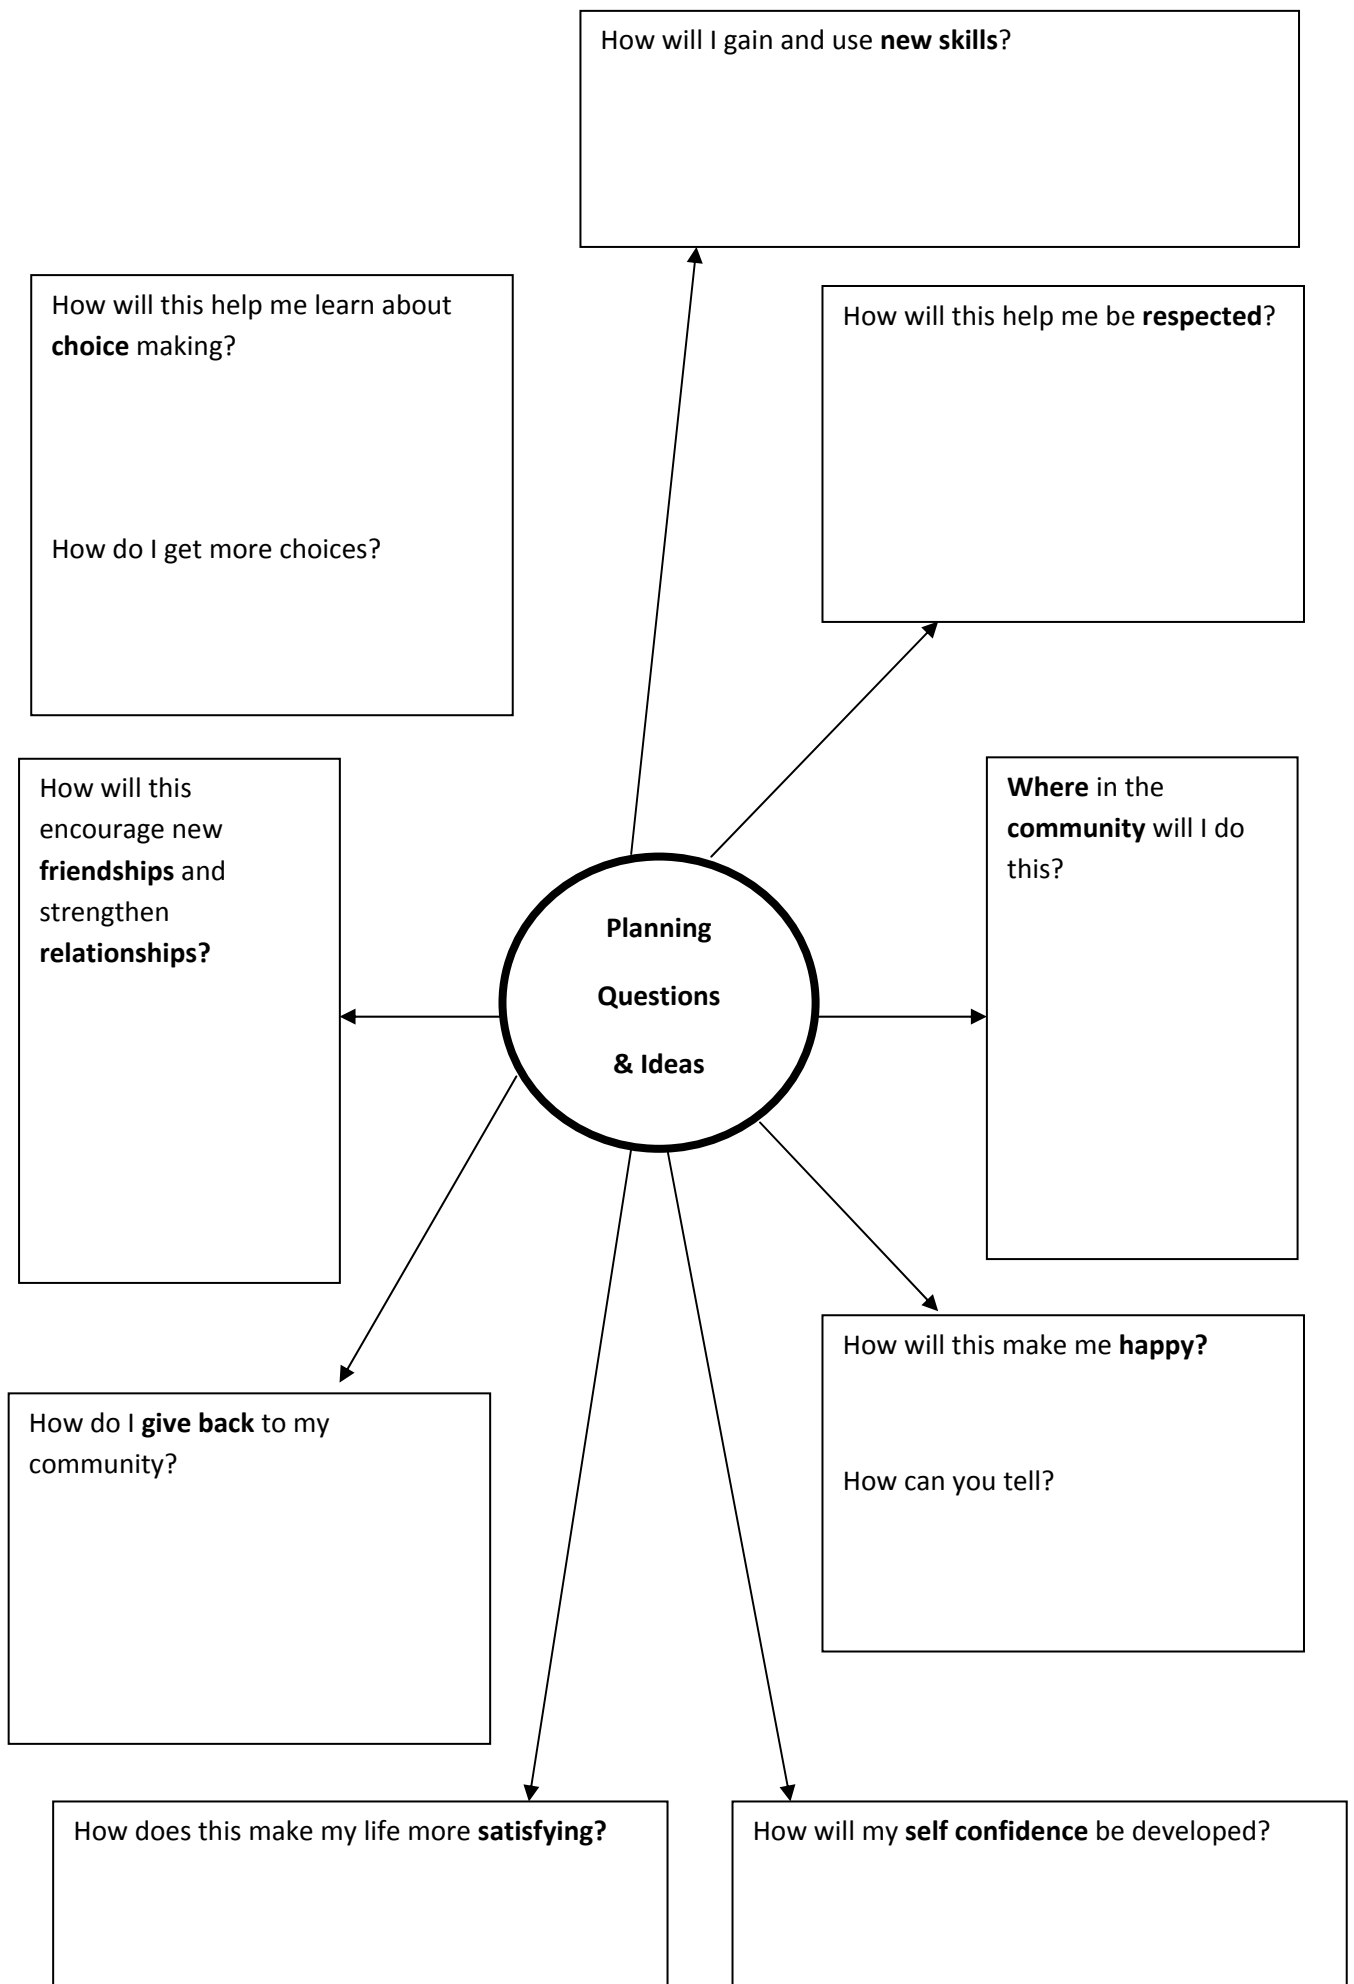 How will I gain and use new skills?
How will this help me learn about
choice making?
How do I get more choices?
How will this help me be respected?
How will this
encourage new
friendships and
strengthen
relationships?
Where in the
community will I do
this?
Planning
Questions
& Ideas
How do I give back to my
community?
How will this make me happy?
How can you tell?
How does this make my life more satisfying?
How will my self confidence be developed?